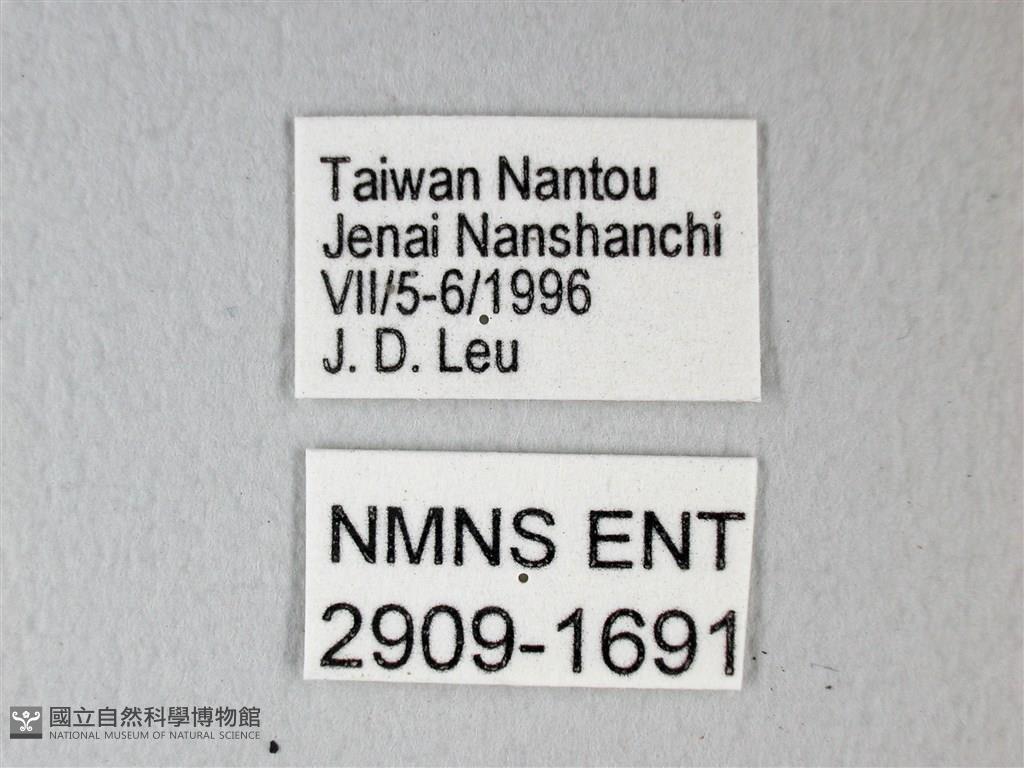 Taiwan Nantou
Jenai Nanshanchi
VII/5-6/1996
J. D. Leu
NMNS ENT
2909-1691
國立自然科學博物館
NATIONAL MUSEUM OF NATURAL SCIENCE